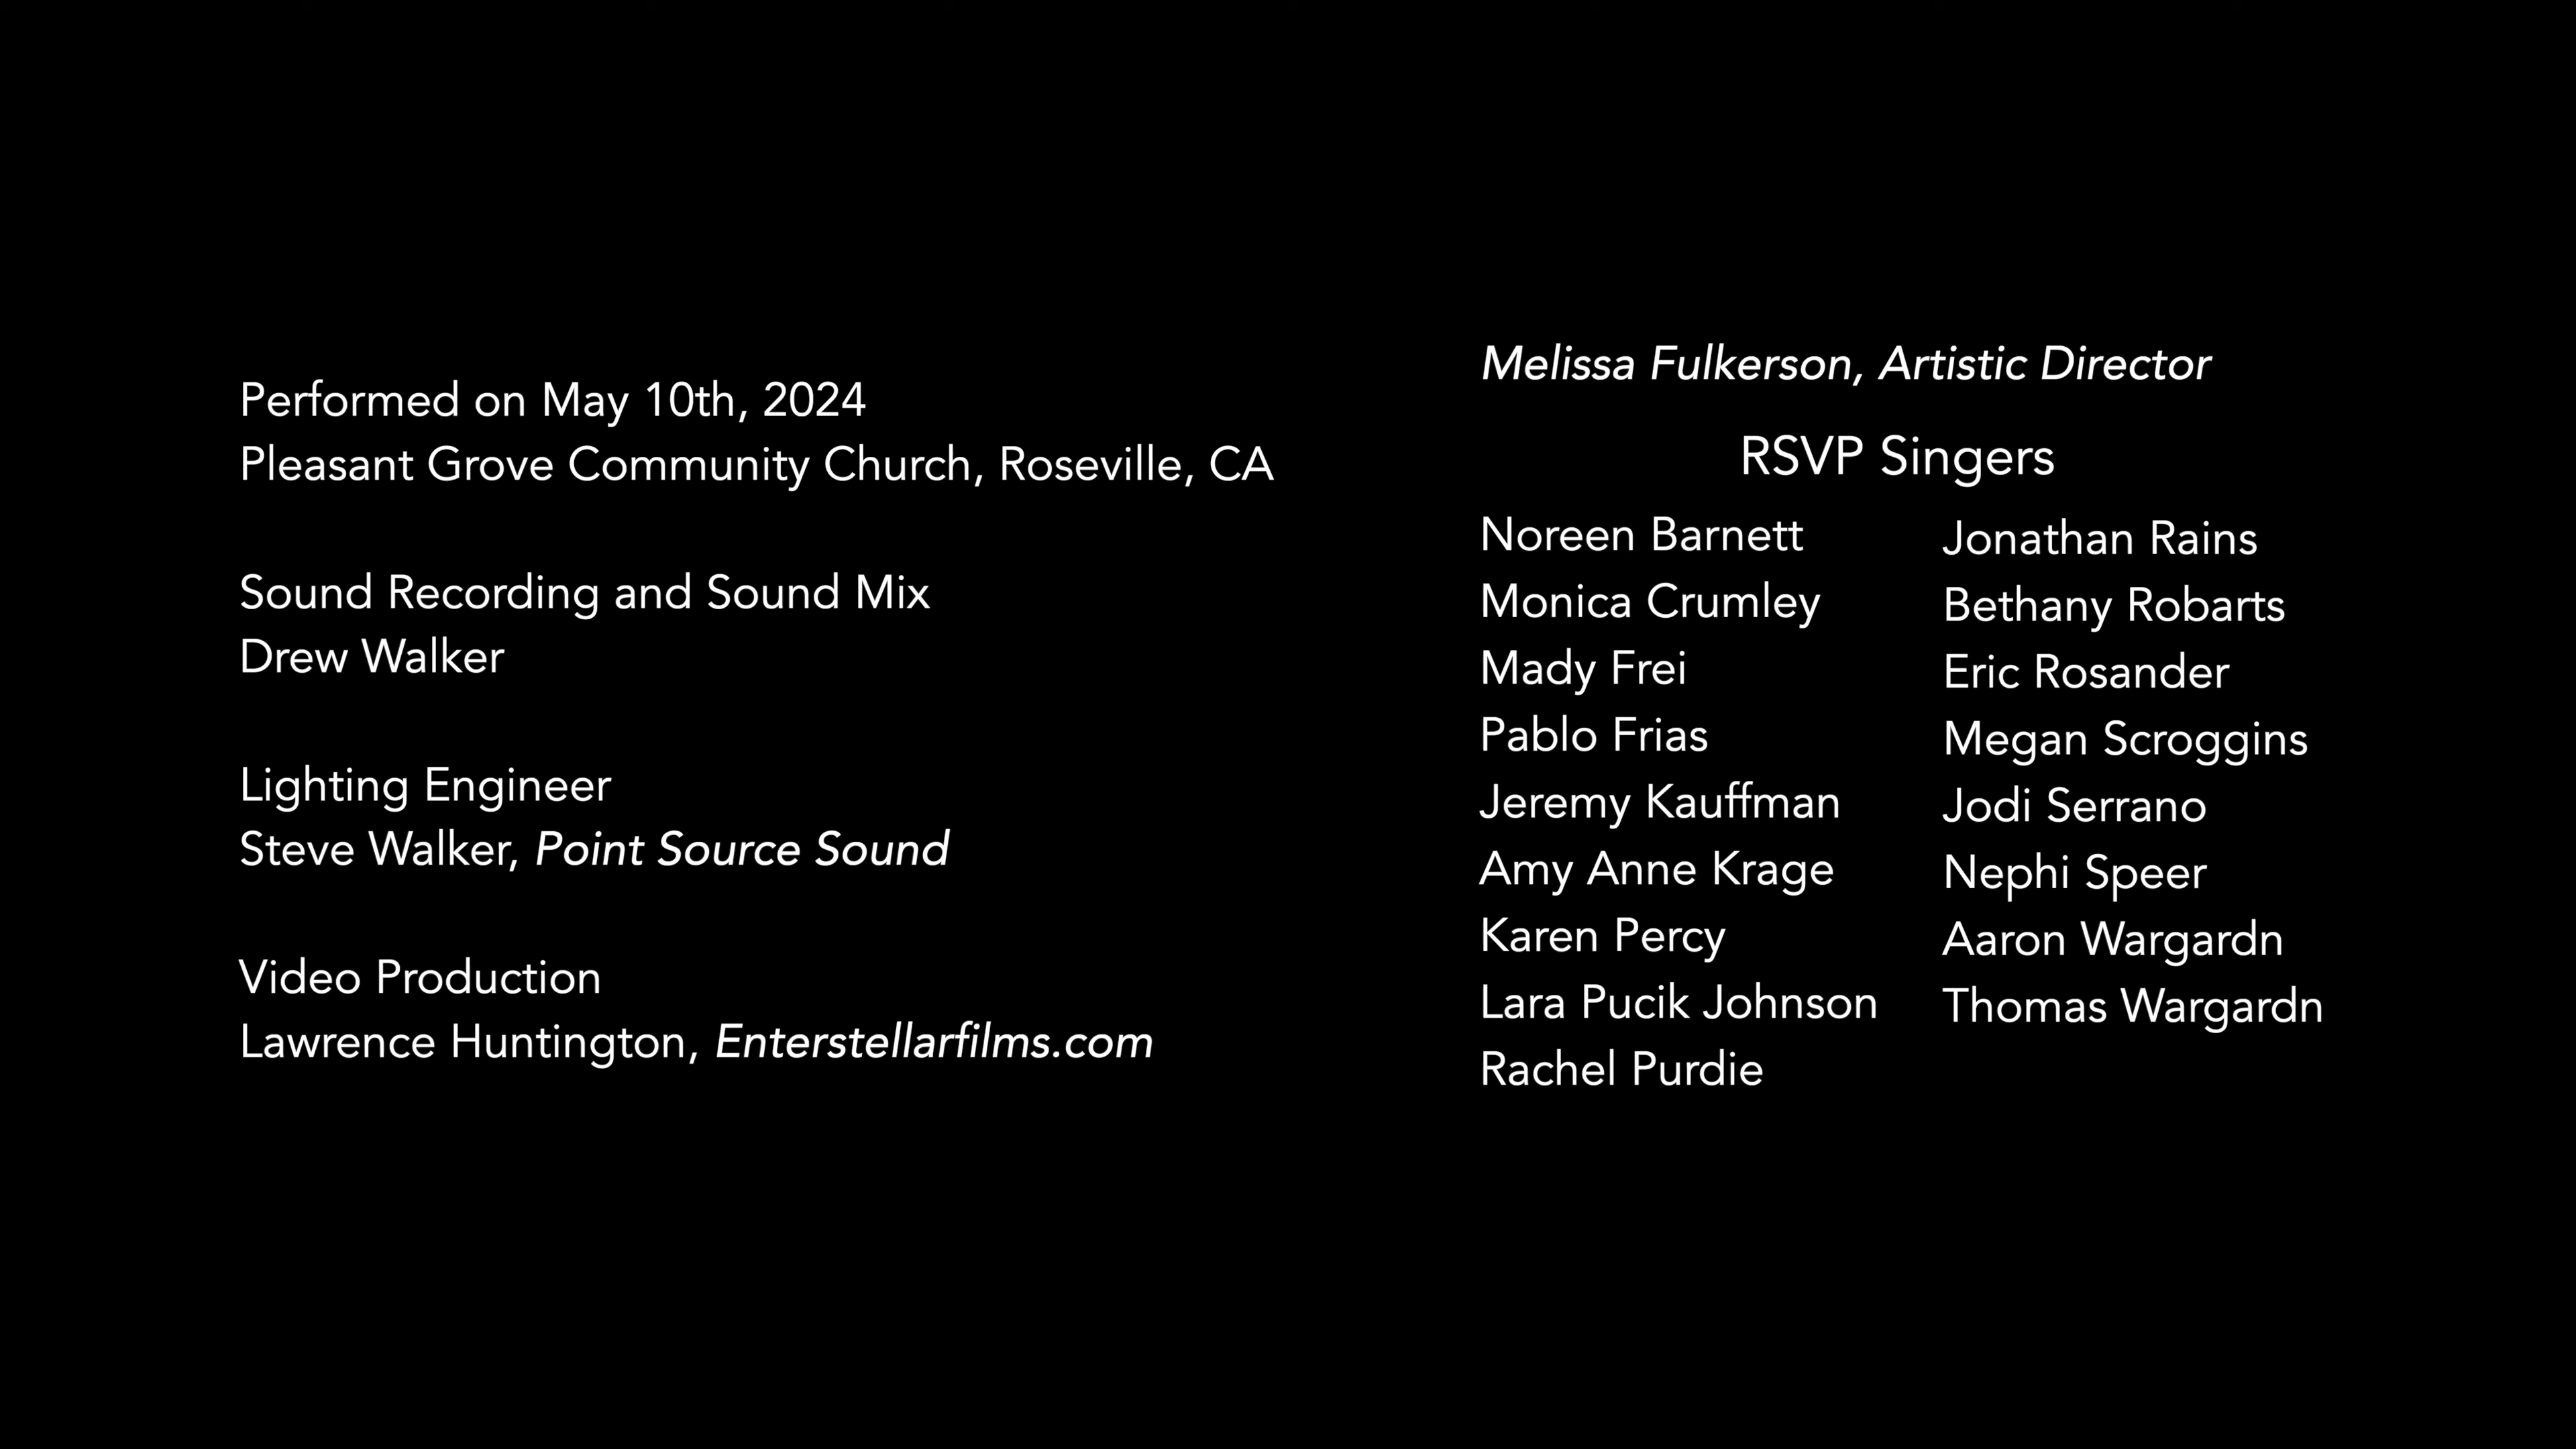 Performed on May 10th, 2024
Pleasant Grove Community Church, Roseville, CA
Sound Recording and Sound Mix
Drew Walker
Lighting Engineer
Steve Walker, Point Source Sound
Video Production
Lawrence Huntington, Enterstellarfilms.com
Melissa Fulkerson, Artistic Director
RSVP Singers
Noreen Barnett
Monica Crumley
Mady Frei
Pablo Frias
Jeremy Kauffman
Amy Anne Krage
Karen Percy
Lara Pucik Johnson
Rachel Purdie
Jonathan Rains
Bethany Robarts
Eric Rosander
Megan Scroggins
Jodi Serrano
Nephi Speer
Aaron Wargardn
Thomas Wargardn